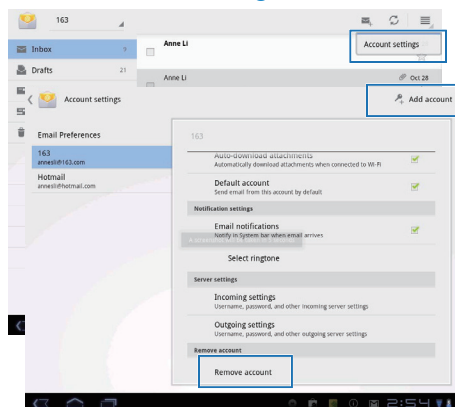 163
Inbox
Anne Li
Account settings
Drafts 21
Anne Li
Oct 28
Account settings
Add account
Email Preferences
163
163
annesli@163.com
Hotmail
annesli@hotmail.com
Auto-download attachments
Automatically download attachments when connected to Wi-Fi
Default account
Send email from this account by default
Notification settings
Email notifications
Notify in System bar when email arrives
Select ringtone
Server settings
Incoming settings
Username, password, and other incoming server settings
Outgoing settings
Username, password, and other outgoing server settings
Remove account
Remove account
2:54